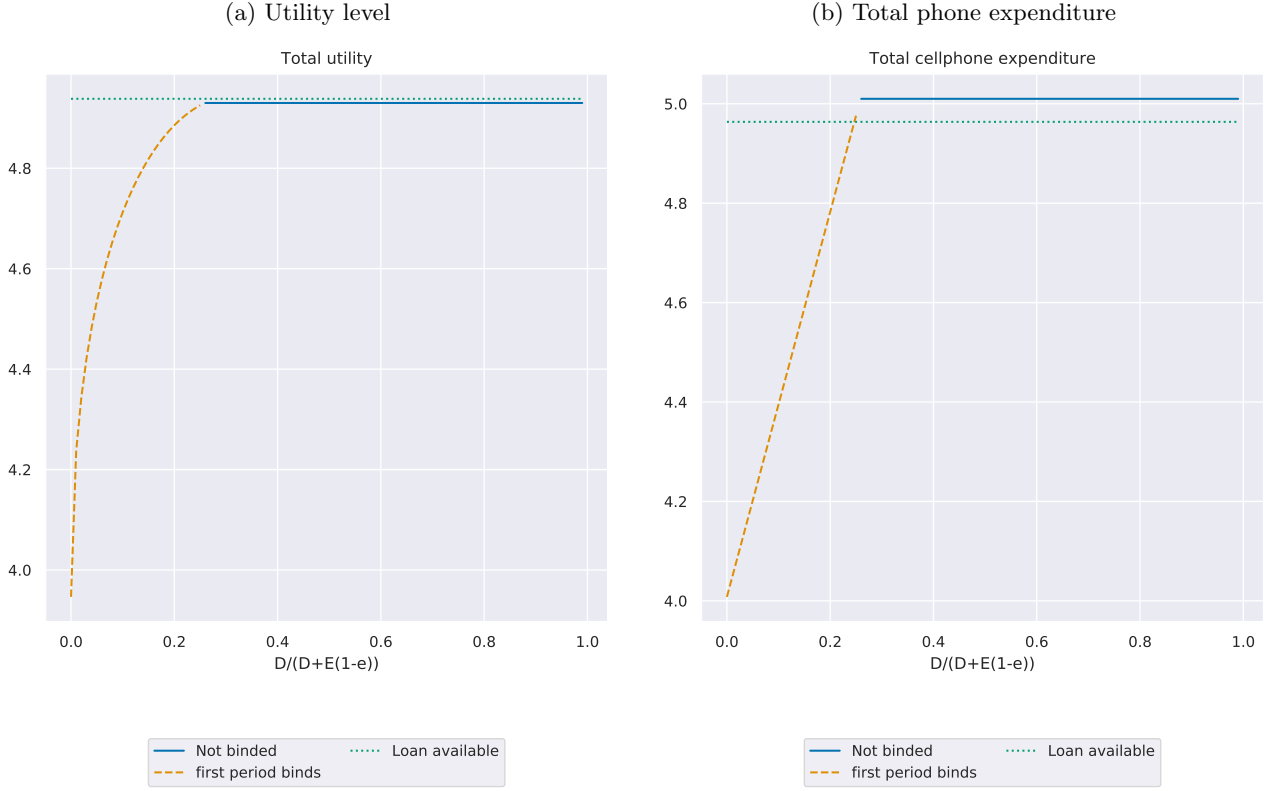 (a) Utility level
Total utility
4.8
4.6
4.4
4.2
4.0
0.0 0.2 0.4 0.6 0.8 1.0
D/(D+E(1-e))
Not binded Loan available
first period binds
(b) Total phone expenditure
Total cellphone expenditure
5.0
4.8
4.6
4.4
4.2
4.0
0.0 0.2 0.4 0.6 0.8 1.0
D/(D+E(1-e))
Not binded Loan available
first period binds